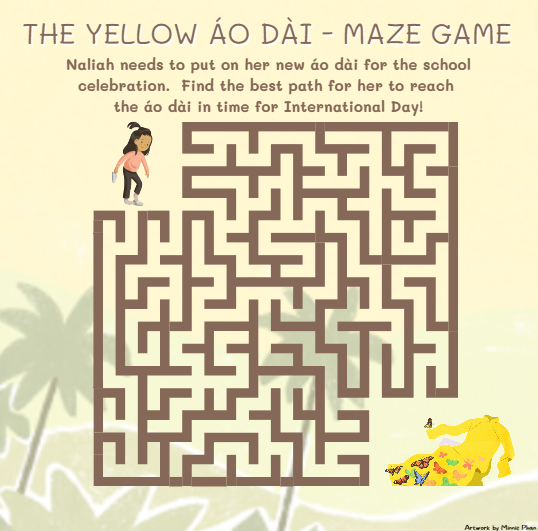 THE YELLOW ÁO DÀI - MAZE GAME
Naliah needs to put on her new áo dài for the school
celebration. Find the best path for her to reach
the áo dài in time for International Day!
Artwork by Minnie Phan